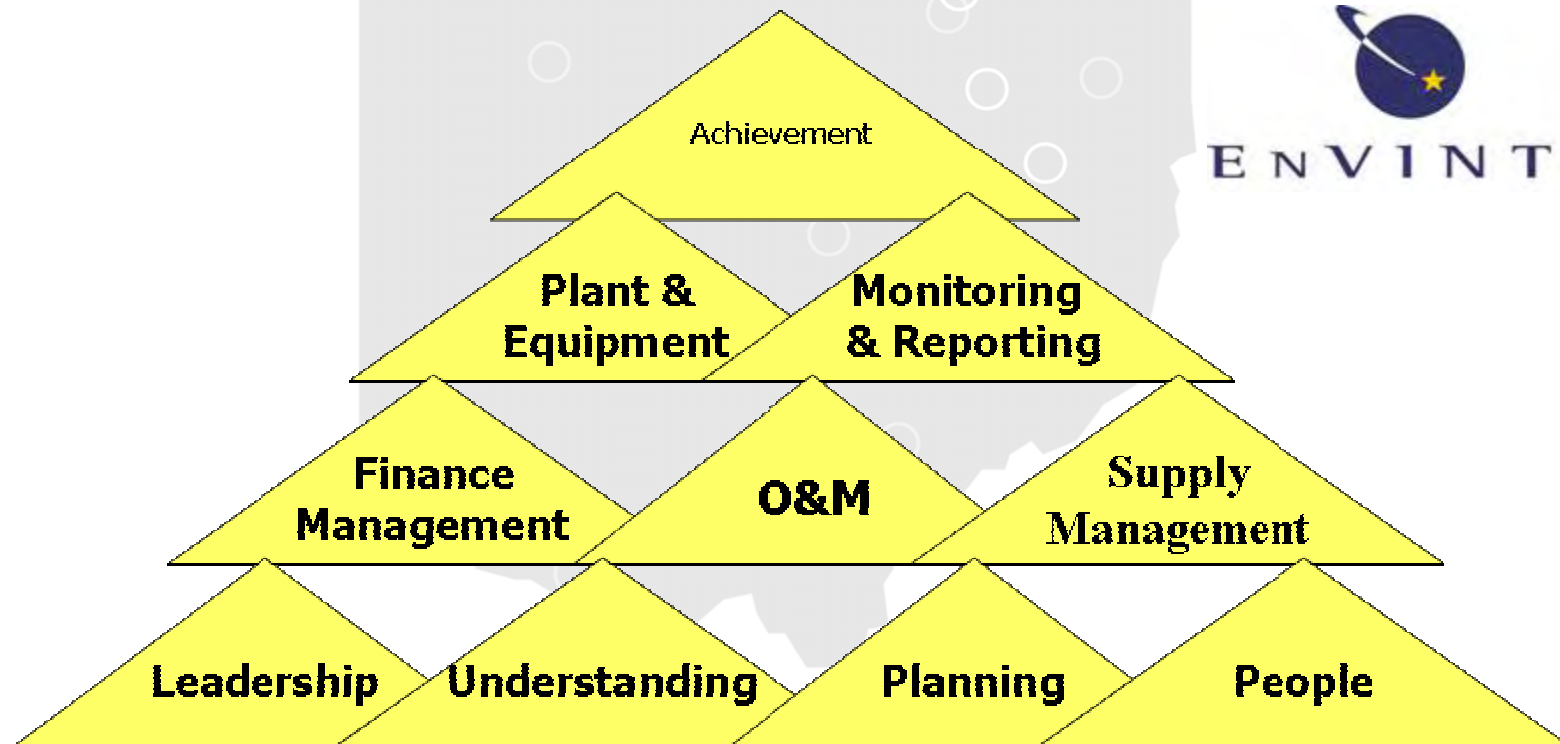 Achievement
ENVINT
Plant &
Equipment
Monitoring
& Reporting
Finance
Management
O&M
Supply
Management
Leadership
Understanding
Planning
People